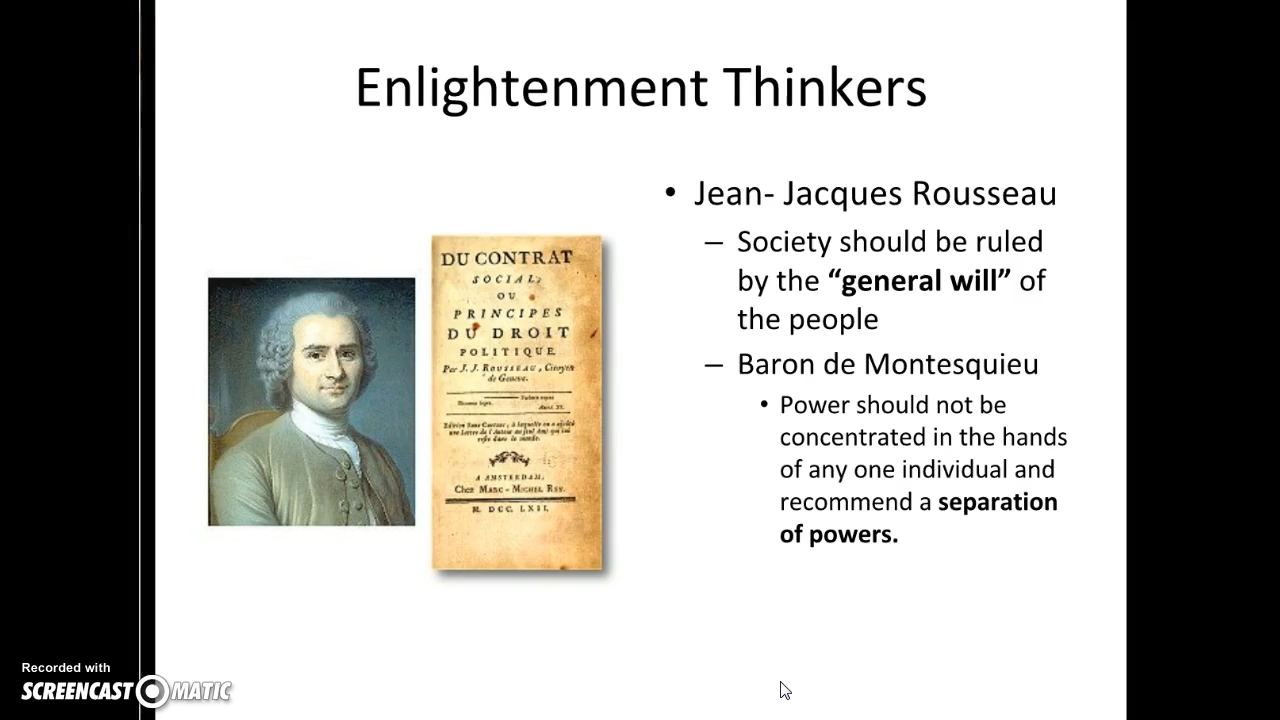 Enlightenment Thinkers
• Jean- Jacques Rousseau
– Society should be ruled
by the “general will” of
the people
– Baron de Montesquieu
• Power should not be
concentrated in the hands
of any one individual and
recommend a separation
of powers.
DU CONTRAT
SOCIAL;
OU
PRINCIPES
DU DROIT
POLITIQUE.
Par J. J. ROUSSEAU, Citoyen
de Geneve.
A AMSTERDAM,
Chez MARC-MICHEL REY.
M. DCC. LXII.
Recorded with
SCREENCAST MATIC